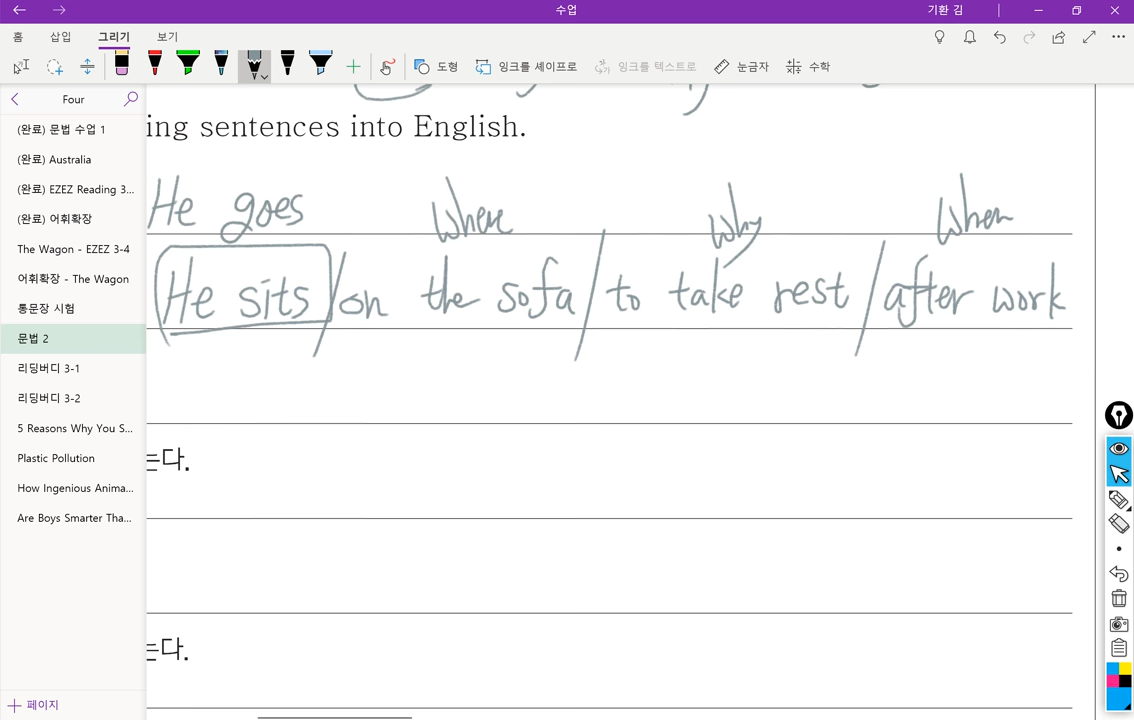 수업
기환 김
홈 삽입 그리기 보기
도형 잉크를 셰이프로 잉크를 텍스트로 눈금자 수학
Four
(완료) 문법 수업 1
(완료) Australia
(완료) EZEZ Reading 3...
(완료) 어휘확장
The Wagon - EZEZ 3-4
어휘확장 - The Wagon
통문장 시험
문법 2
리딩버디 3-1
리딩버디 3-2
5 Reasons Why You S...
Plastic Pollution
How Ingenious Anima...
Are Boys Smarter Tha...
페이지
ing sentences into English.
He goes Where Why When
He sits / on the sofa / to take rest / after work
는다.
는다.